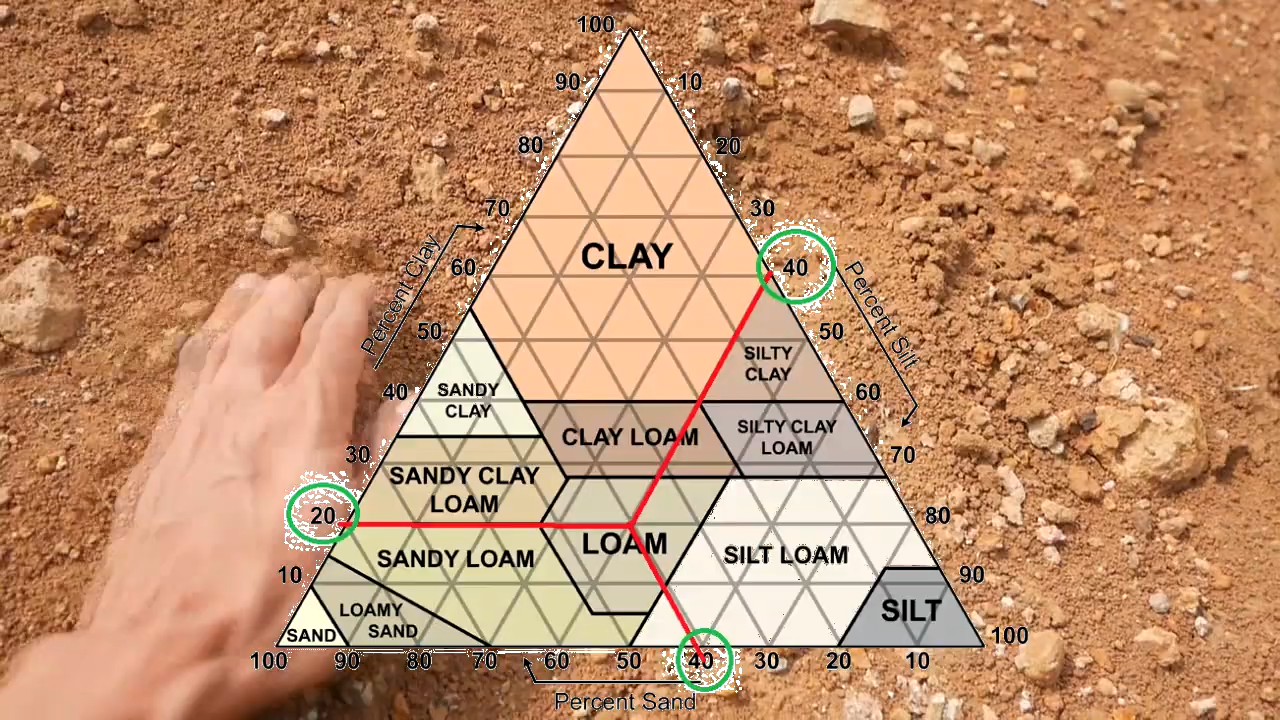 100
90
10
80
20
70
30
Percent Clay
60
40
Percent Silt
CLAY
50
50
SILTY
CLAY
40
60
SANDY
CLAY
CLAY LOAM
SILTY CLAY
LOAM
30
70
SANDY CLAY
LOAM
20
80
LOAM
SANDY LOAM
SILT LOAM
10
90
LOAMY
SAND
SILT
SAND
100
100
90
80
70
60
50
40
30
20
10
Percent Sand